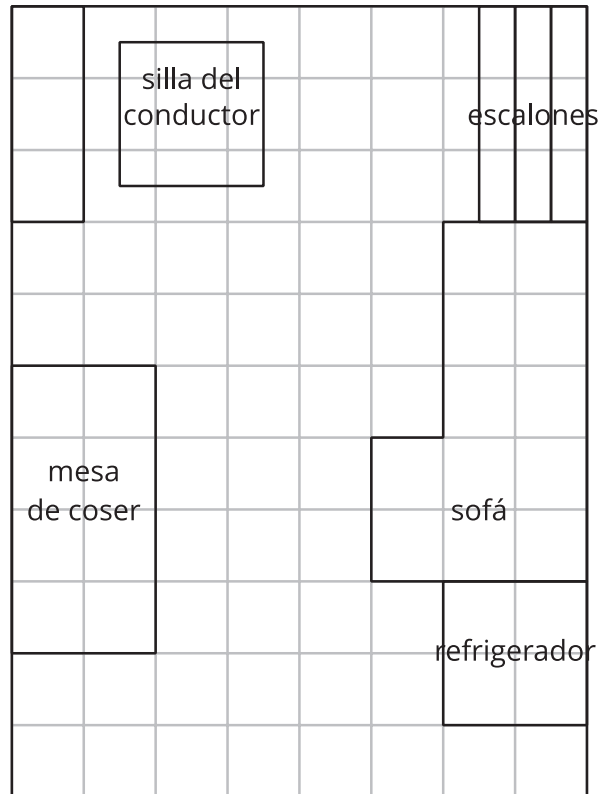 silla del
conductor
escalones
mesa
de coser
sofá
refrigerador